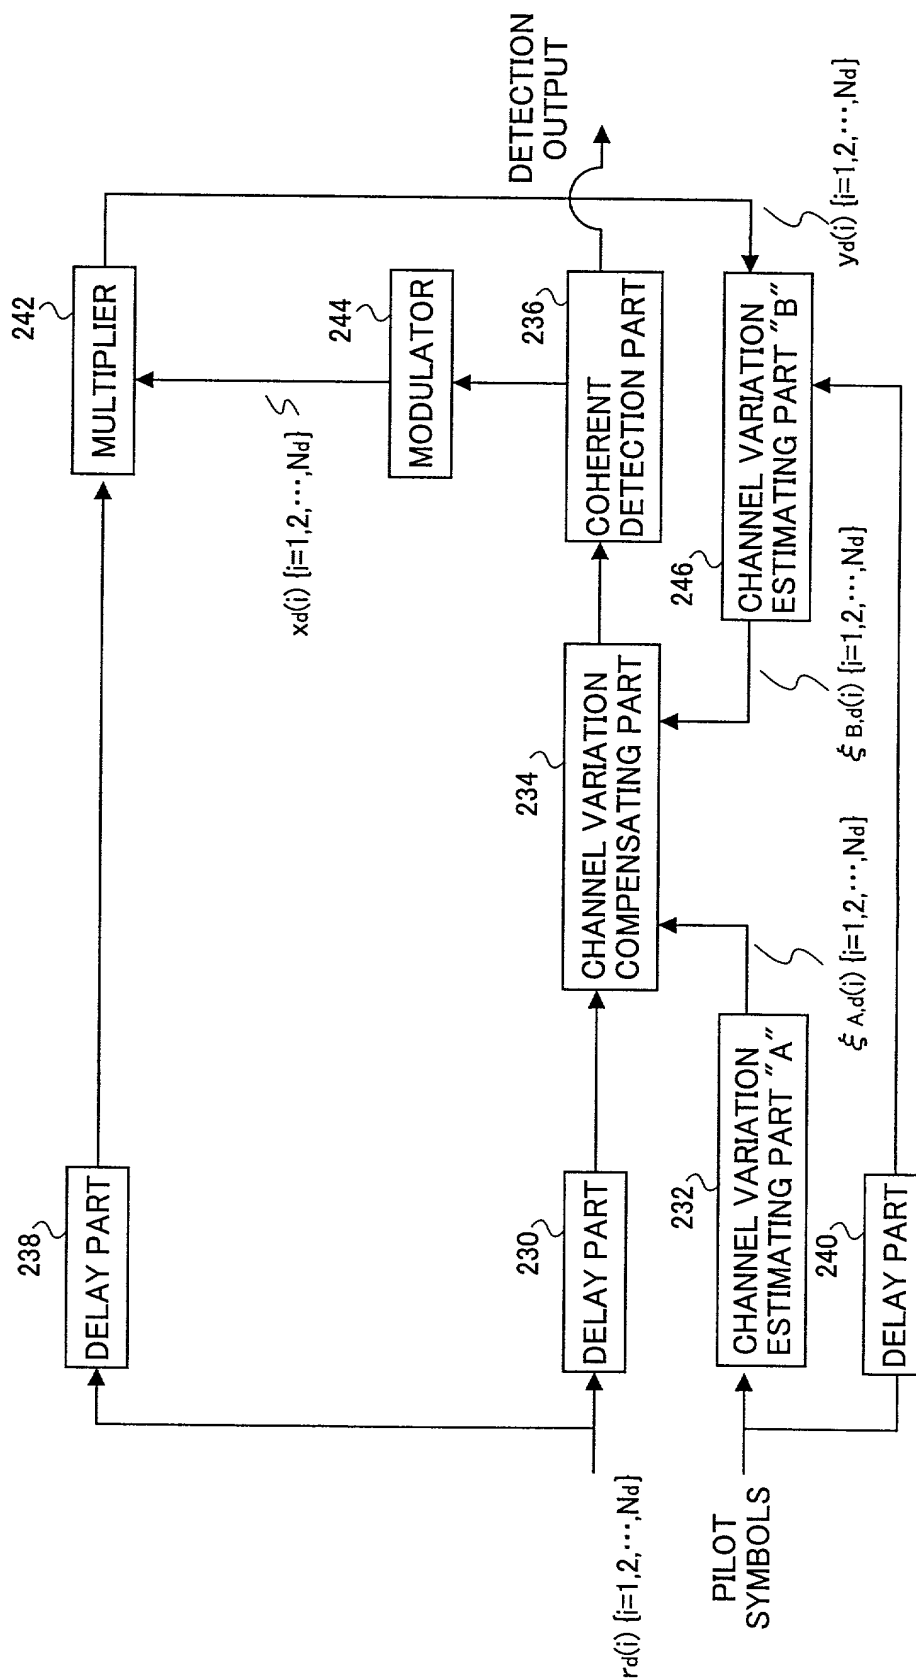 238
DELAY PART
242
MULTIPLIER
xd(i) {i=1,2,⋯,Nd}
244
MODULATOR
DETECTION
OUTPUT
rd(i) {i=1,2,⋯,Nd}
230
DELAY PART
234
CHANNEL VARIATION
COMPENSATING PART
236
COHERENT
DETECTION PART
PILOT
SYMBOLS
232
CHANNEL VARIATION
ESTIMATING PART "A"
ξA,d(i) {i=1,2,⋯,Nd}
ξB,d(i) {i=1,2,⋯,Nd}
246
CHANNEL VARIATION
ESTIMATING PART "B"
yd(i) {i=1,2,⋯,Nd}
240
DELAY PART